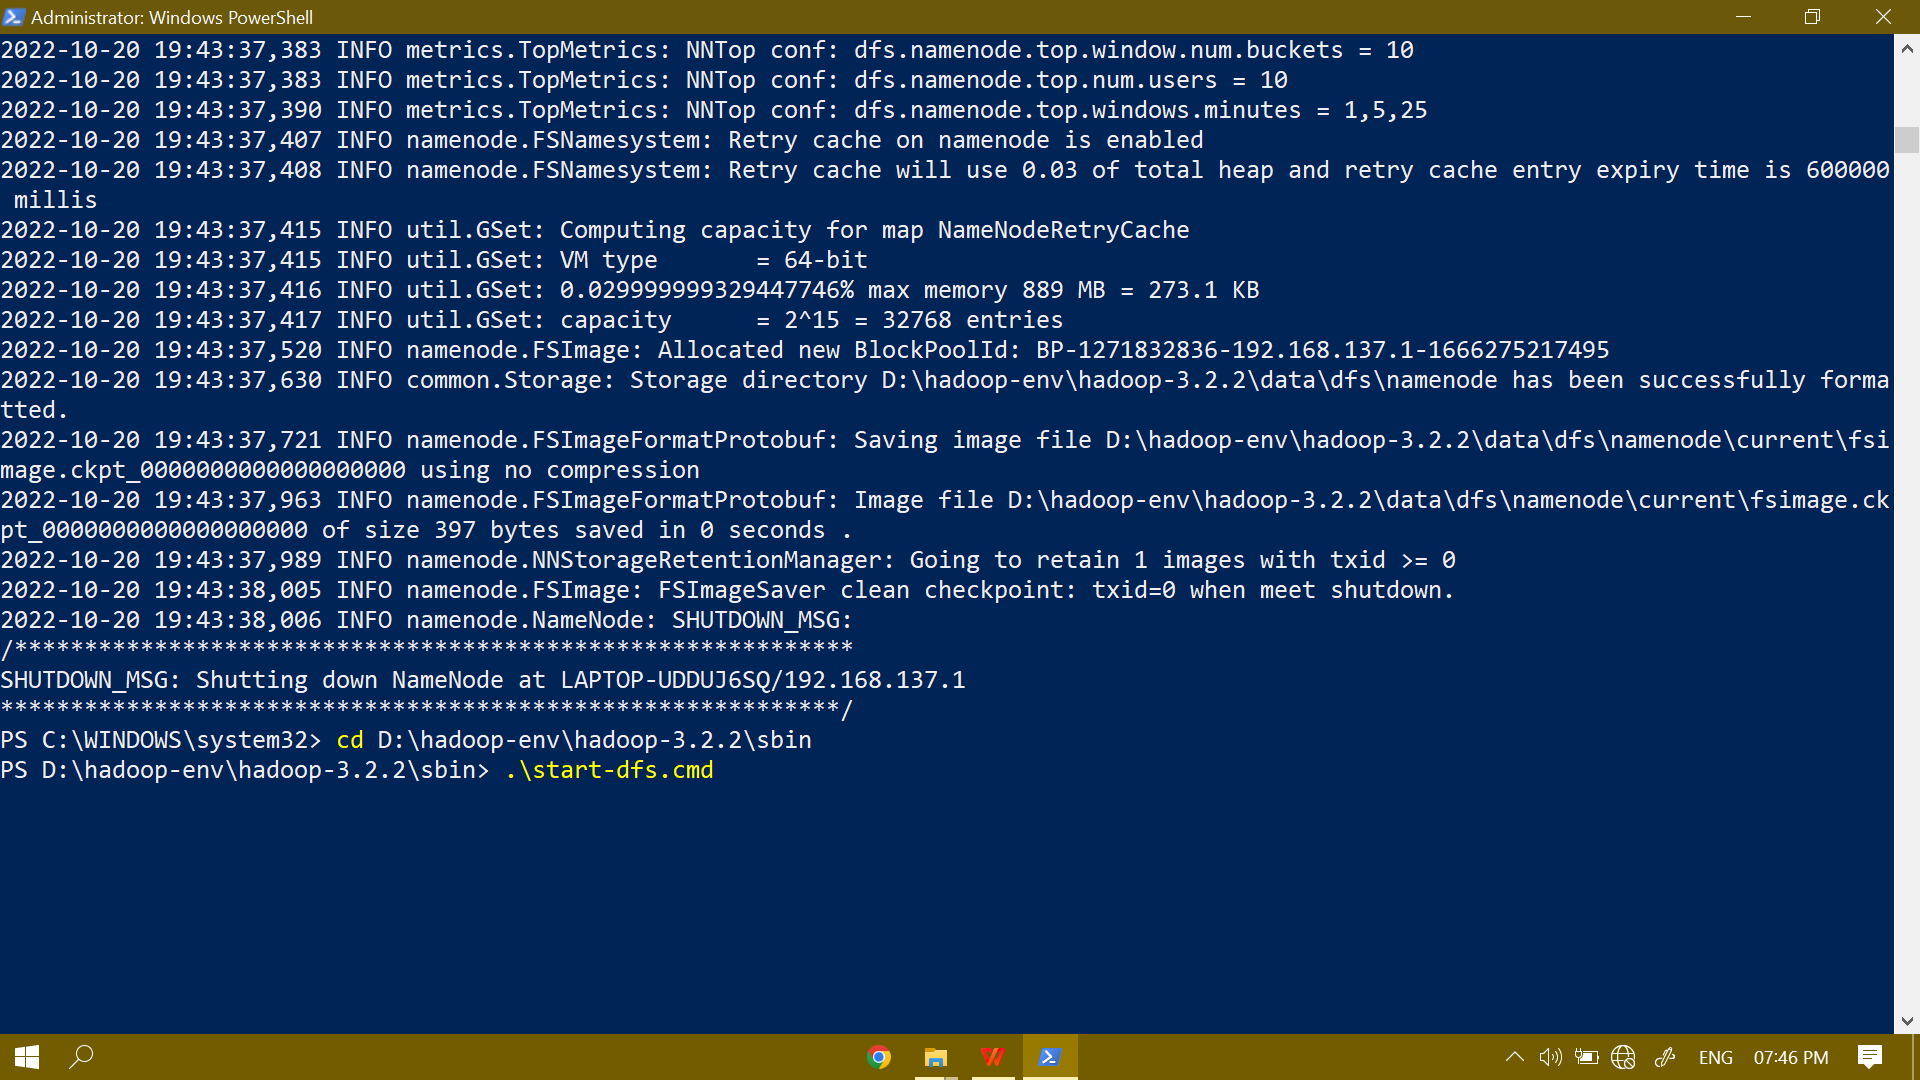 Administrator: Windows PowerShell
2022-10-20 19:43:37,383 INFO metrics.TopMetrics: NNTop conf: dfs.namenode.top.window.num.buckets = 10
2022-10-20 19:43:37,383 INFO metrics.TopMetrics: NNTop conf: dfs.namenode.top.num.users = 10
2022-10-20 19:43:37,390 INFO metrics.TopMetrics: NNTop conf: dfs.namenode.top.windows.minutes = 1,5,25
2022-10-20 19:43:37,407 INFO namenode.FSNamesystem: Retry cache on namenode is enabled
2022-10-20 19:43:37,408 INFO namenode.FSNamesystem: Retry cache will use 0.03 of total heap and retry cache entry expiry time is 600000
 millis
2022-10-20 19:43:37,415 INFO util.GSet: Computing capacity for map NameNodeRetryCache
2022-10-20 19:43:37,415 INFO util.GSet: VM type       = 64-bit
2022-10-20 19:43:37,416 INFO util.GSet: 0.029999999329447746% max memory 889 MB = 273.1 KB
2022-10-20 19:43:37,417 INFO util.GSet: capacity      = 2^15 = 32768 entries
2022-10-20 19:43:37,520 INFO namenode.FSImage: Allocated new BlockPoolId: BP-1271832836-192.168.137.1-1666275217495
2022-10-20 19:43:37,630 INFO common.Storage: Storage directory D:\hadoop-env\hadoop-3.2.2\data\dfs\namenode has been successfully forma
tted.
2022-10-20 19:43:37,721 INFO namenode.FSImageFormatProtobuf: Saving image file D:\hadoop-env\hadoop-3.2.2\data\dfs\namenode\current\fsi
mage.ckpt_0000000000000000000 using no compression
2022-10-20 19:43:37,963 INFO namenode.FSImageFormatProtobuf: Image file D:\hadoop-env\hadoop-3.2.2\data\dfs\namenode\current\fsimage.ck
pt_0000000000000000000 of size 397 bytes saved in 0 seconds .
2022-10-20 19:43:37,989 INFO namenode.NNStorageRetentionManager: Going to retain 1 images with txid >= 0
2022-10-20 19:43:38,005 INFO namenode.FSImage: FSImageSaver clean checkpoint: txid=0 when meet shutdown.
2022-10-20 19:43:38,006 INFO namenode.NameNode: SHUTDOWN_MSG:
/************************************************************
SHUTDOWN_MSG: Shutting down NameNode at LAPTOP-UDDUJ6SQ/192.168.137.1
************************************************************/
PS C:\WINDOWS\system32> cd D:\hadoop-env\hadoop-3.2.2\sbin
PS D:\hadoop-env\hadoop-3.2.2\sbin> .\start-dfs.cmd
ENG 07:46 PM